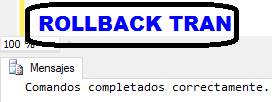 ROLLBACK TRAN
100 %
Mensajes
Comandos completados correctamente.